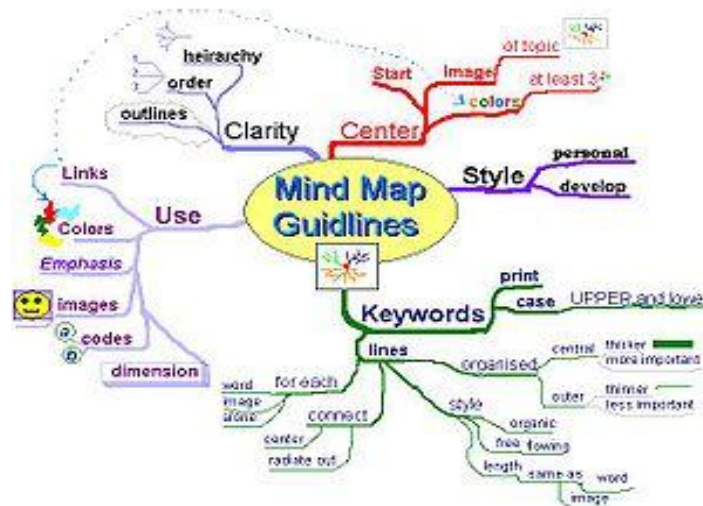 Mind Map
Guidlines
Center
Start
image
of topic
at least 3
colors
Style
personal
develop
Keywords
print
case
UPPER and lowe
lines
organised
central
thicker
more important
outer
thinner
less important
style
organic
free flowing
length
same as
word
image
connect
center
radiate out
for each
word
image
alone
Use
Links
Colors
Emphasis
images
codes
dimension
Clarity
heirarchy
order
outlines